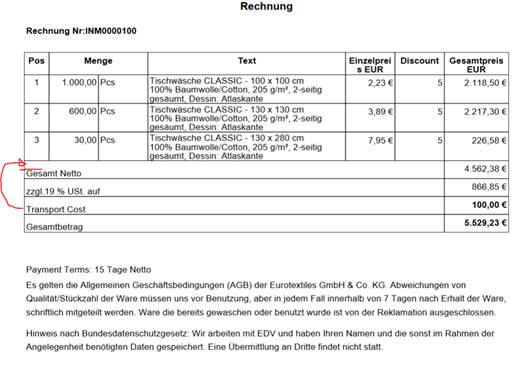 Rechnung
Rechnung Nr:INM0000100
Pos Menge Text Einzelpreis EUR Discount Gesamtpreis EUR
1 1.000,00 Pcs Tischwäsche CLASSIC - 100 x 100 cm 2,23 € 5 2.118,50 €
100% Baumwolle/Cotton, 205 g/m², 2-seitig
gesäumt, Dessin: Atlaskante
2 600,00 Pcs Tischwäsche CLASSIC - 130 x 130 cm 3,89 € 5 2.217,30 €
100% Baumwolle/Cotton, 205 g/m², 2-seitig
gesäumt, Dessin: Atlaskante
3 30,00 Pcs Tischwäsche CLASSIC - 130 x 280 cm 7,95 € 5 226,58 €
100% Baumwolle/Cotton, 205 g/m², 2-seitig
gesäumt, Dessin: Atlaskante
Gesamt Netto 4.562,38 €
zzgl.19 % USt. auf 866,85 €
Transport Cost 100,00 €
Gesamtbetrag 5.529,23 €
Payment Terms: 15 Tage Netto
Es gelten die Allgemeinen Geschäftsbedingungen (AGB) der Eurotextiles GmbH & Co. KG. Abweichungen von
Qualität/Stückzahl der Ware müssen uns vor Benutzung, aber in jedem Fall innerhalb von 7 Tagen nach Erhalt der Ware,
schriftlich mitgeteilt werden. Ware die bereits gewaschen oder benutzt wurde ist von der Reklamation ausgeschlossen.
Hinweis nach Bundesdatenschutzgesetz: Wir arbeiten mit EDV und haben Ihren Namen und die sonst im Rahmen der
Angelegenheit benötigten Daten gespeichert. Eine Übermittlung an Dritte findet nicht statt.